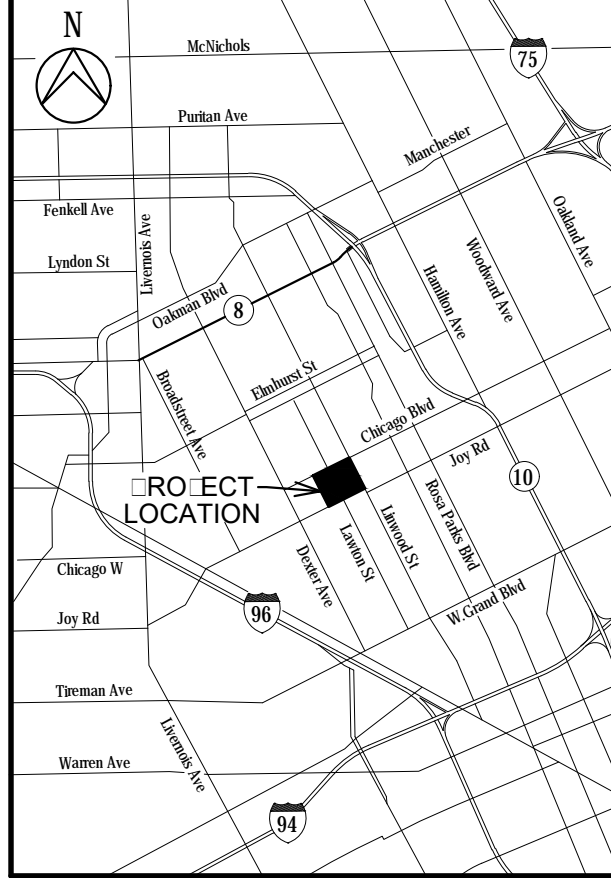 N
McNichols
75
Puritan Ave
Manchester
Fenkell Ave
Livernois Ave
Oakland Ave
Woodward Ave
Lyndon St
Hamilton Ave
Oakman Blvd
8
Elmhurst St
Broadstreet Ave
Chicago Blvd
Joy Rd
10
□RO□ECT
LOCATION
Rosa Parks Blvd
Linwood St
Lawton St
Dexter Ave
Chicago W
W. Grand Blvd
96
Joy Rd
Tireman Ave
Livernois Ave
Warren Ave
94